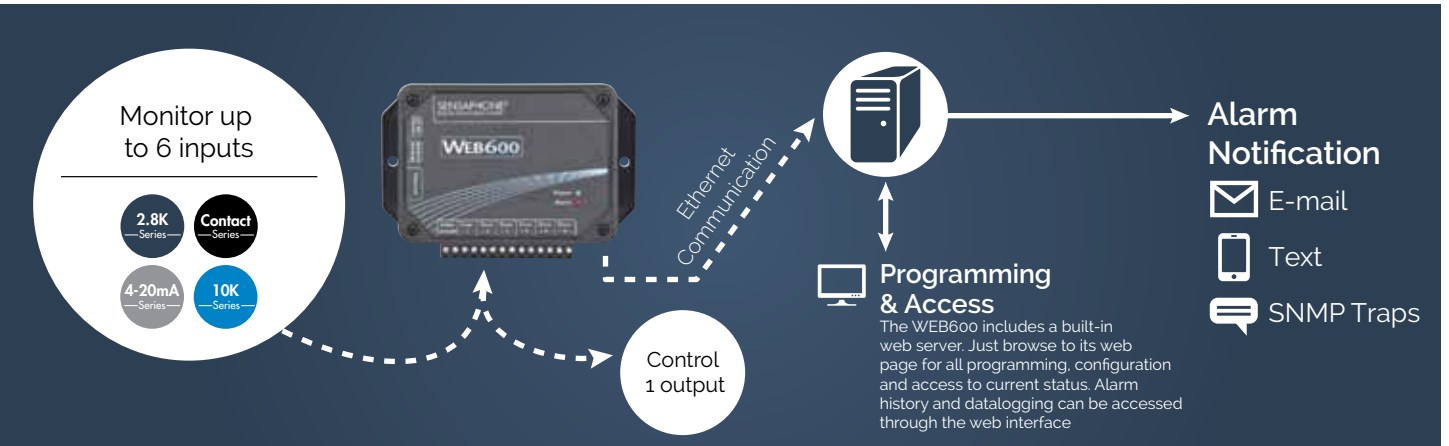 Monitor up
to 6 inputs
2.8K
Series
Contact
Series
4-20mA
Series
10K
Series
SENSAPHONE
WEB600
Ethernet
Communication
Control
1 output
Programming
& Access
The WEB600 includes a built-in
web server. Just browse to its web
page for all programming, configuration
and access to current status. Alarm
history and datalogging can be accessed
through the web interface
Alarm
Notification
E-mail
Text
SNMP Traps